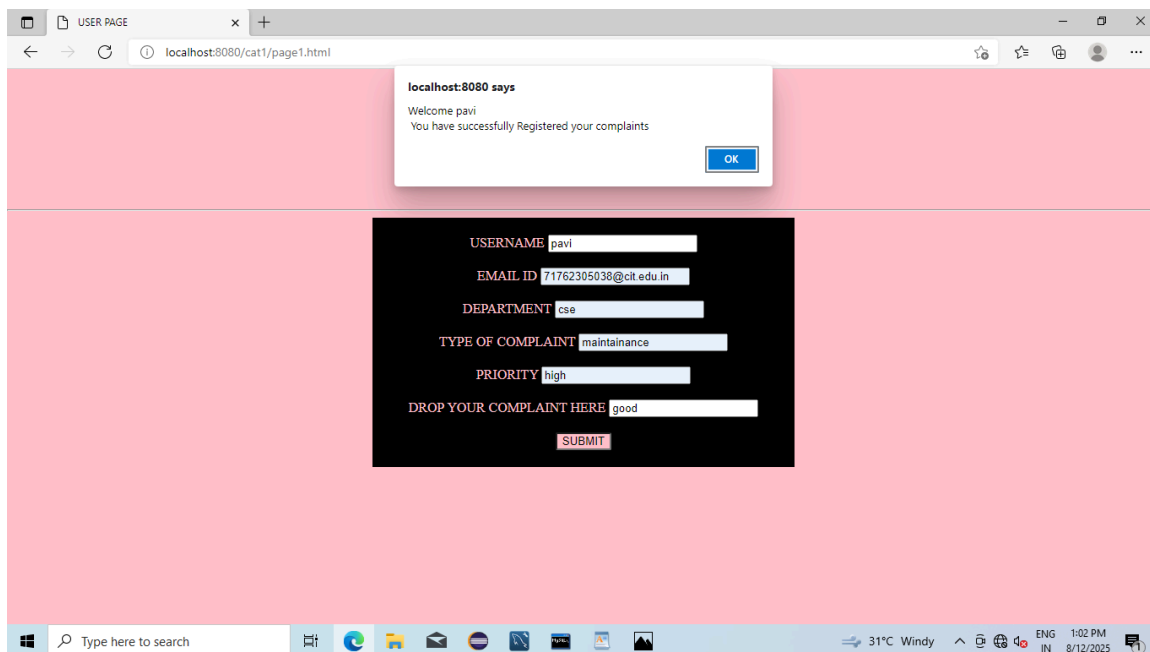 USER PAGE
localhost:8080/cat1/page1.html
localhost:8080 says
Welcome pavi
You have successfully Registered your complaints
OK
USERNAME pavi
EMAIL ID 71762305038@cit.edu.in
DEPARTMENT cse
TYPE OF COMPLAINT maintainance
PRIORITY high
DROP YOUR COMPLAINT HERE good
SUBMIT
Type here to search
31°C Windy
ENG
IN
1:02 PM
8/12/2025